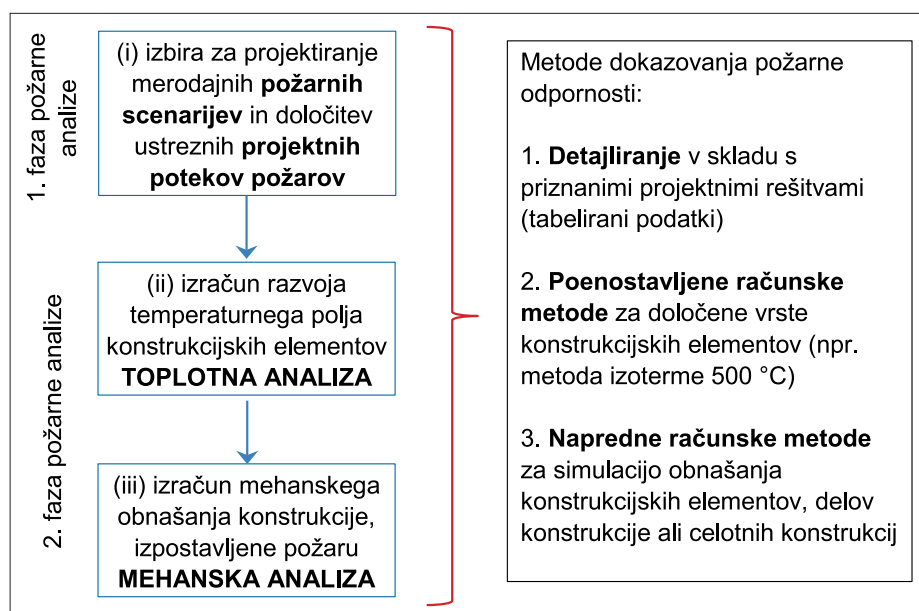 1. faza požarne
analize
(i) izbira za projektiranje
merodajnih požarnih
scenarijev in določitev
ustreznih projektnih
potekov požarov
2. faza požarne analize
(ii) izračun razvoja
temperaturnega polja
konstrukcijskih elementov
TOPLOTNA ANALIZA
(iii) izračun mehanskega
obnašanja konstrukcije,
izpostavljene požaru
MEHANSKA ANALIZA
Metode dokazovanja požarne
odpornosti:
1. Detajliranje v skladu s
priznanimi projektnimi rešitvami
(tabelirani podatki)
2. Poenostavljene računske
metode za določene vrste
konstrukcijskih elementov (npr.
metoda izoterme 500 °C)
3. Napredne računske metode
za simulacijo obnašanja
konstrukcijskih elementov, delov
konstrukcije ali celotnih konstrukcij